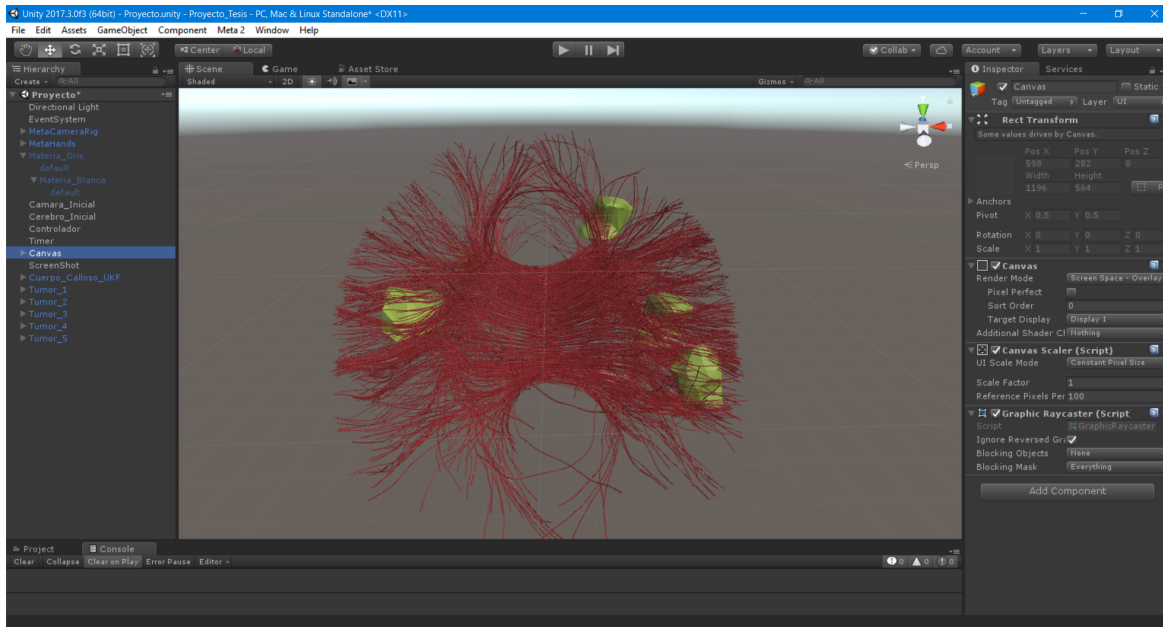 Unity 2017.3.0f3 (64bit) - Proyecto.unity - Proyecto_Tesis - PC, Mac & Linux Standalone* <DX11>
File Edit Assets GameObject Component Meta 2 Window Help
Center Local Collab Account Layers Layout
Hierarchy
Create All
Proyecto*
Directional Light
EventSystem
MetaCameraRig
MetaHands
Materia_Gris
default
Materia_Blanca
default
Camara_Inicial
Cerebro_Inicial
Controlador
Timer
Canvas
ScreenShot
Cuerpo_Calloso_UKF
Tumor_1
Tumor_2
Tumor_3
Tumor_4
Tumor_5
Scene Game Asset Store
Shaded 2D Gizmos All
x
Persp
Inspector Services
Canvas Static
Tag Untagged Layer UI
Rect Transform
Some values driven by Canvas.
Pos X Pos Y Pos Z
598 282 0
Width Height
1196 564 R
Anchors
Pivot X 0.5 Y 0.5
Rotation X 0 Y 0 Z 0
Scale X 1 Y 1 Z 1
Canvas
Render Mode Screen Space - Overlay
Pixel Perfect
Sort Order 0
Target Display Display 1
Additional Shader Cl Nothing
Canvas Scaler (Script)
UI Scale Mode Constant Pixel Size
Scale Factor 1
Reference Pixels Per 100
Graphic Raycaster (Script
Script GraphicRaycaster
Ignore Reversed Gra
Blocking Objects None
Blocking Mask Everything
Add Component
Project Console
Clear Collapse Clear on Play Error Pause Editor 0 0 0